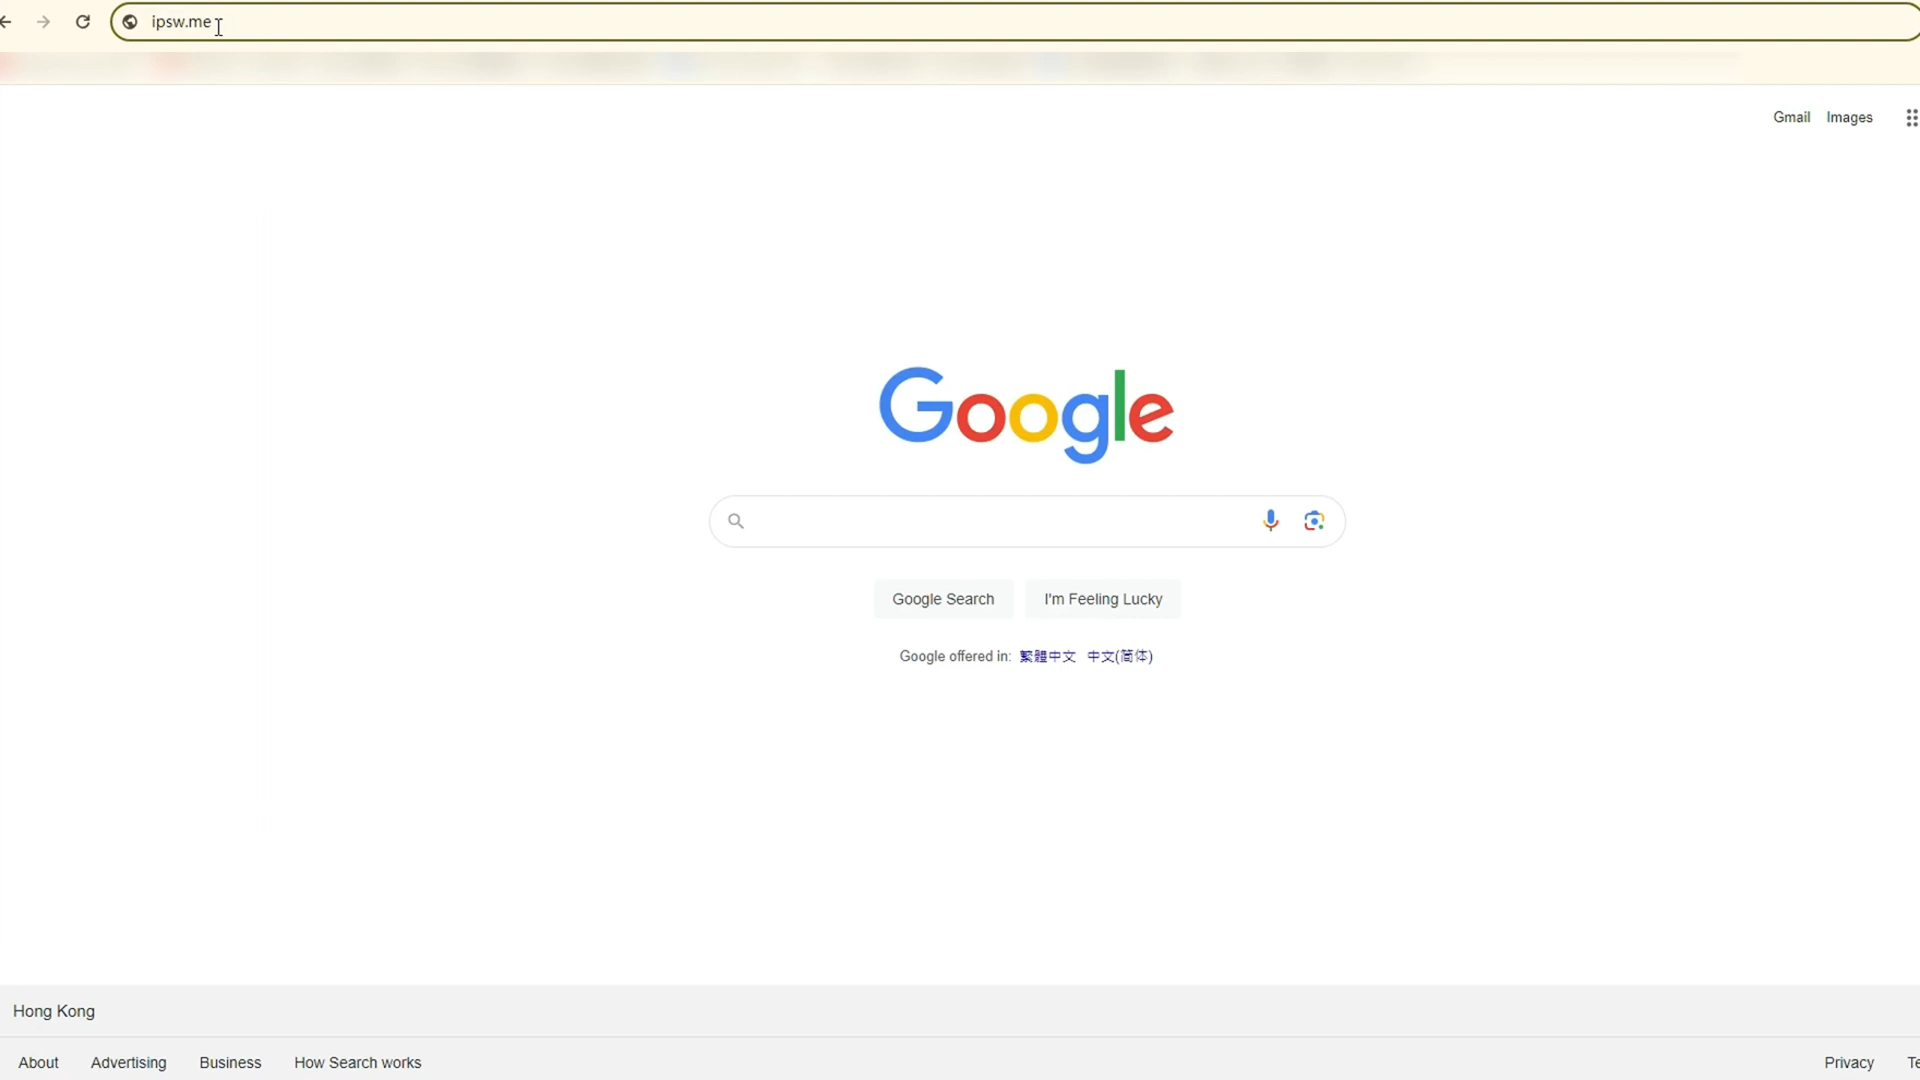 ipsw.me
Gmail Images
Google
Google Search I'm Feeling Lucky
Google offered in: 繁體中文 中文(简体)
Hong Kong
About Advertising Business How Search works Privacy